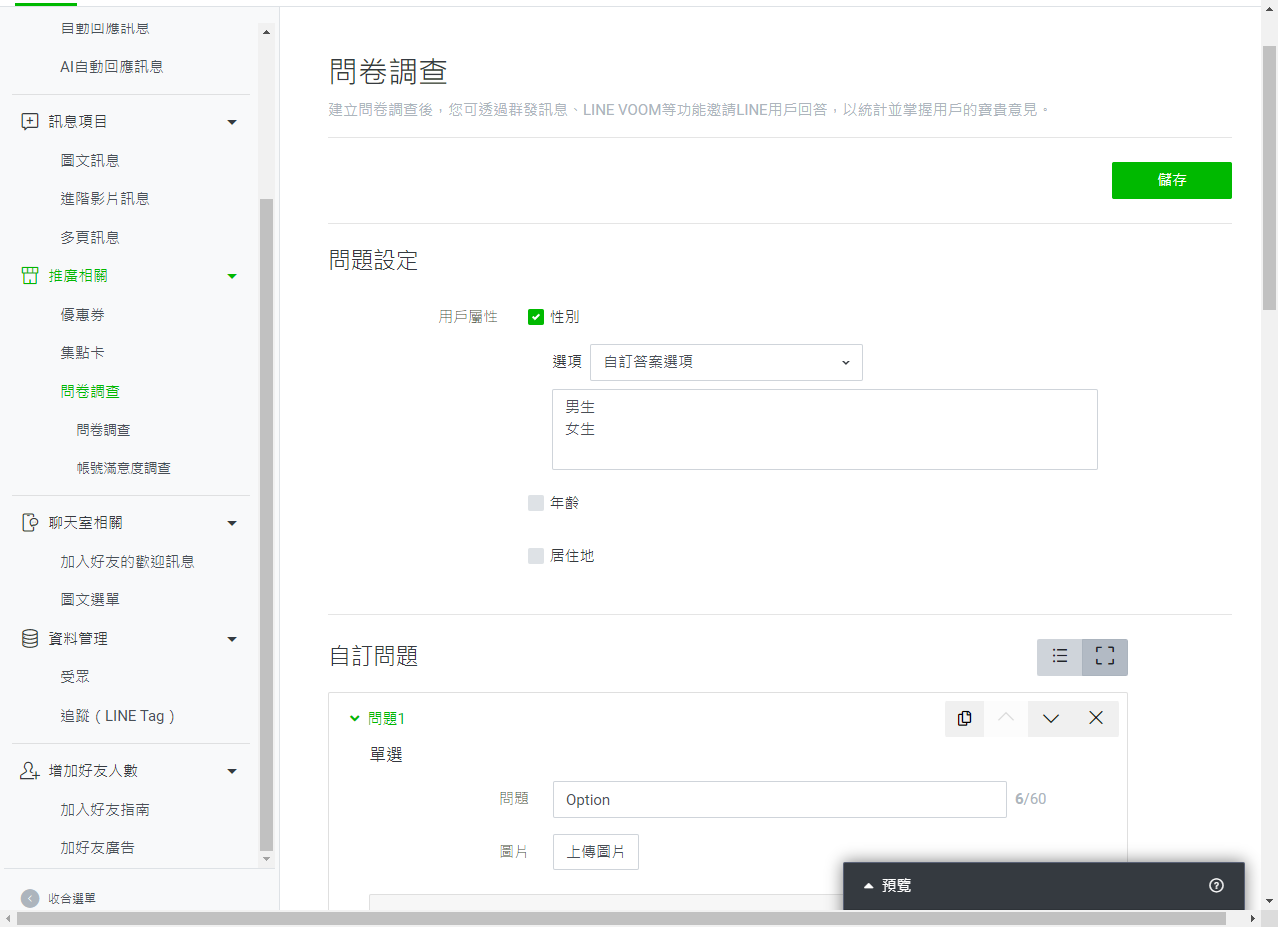 自動回應訊息
AI自動回應訊息
訊息項目
圖文訊息
進階影片訊息
多頁訊息
推廣相關
優惠券
集點卡
問卷調查
問卷調查
帳號滿意度調查
聊天室相關
加入好友的歡迎訊息
圖文選單
資料管理
受眾
追蹤（LINE Tag）
增加好友人數
加入好友指南
加好友廣告
收合選單
問卷調查
建立問卷調查後，您可透過群發訊息、LINE VOOM等功能邀請LINE用戶回答，以統計並掌握用戶的寶貴意見。
儲存
問題設定
用戶屬性 性別
選項 自訂答案選項
男生
女生
年齡
居住地
自訂問題
問題1
單選
問題 Option 6/60
圖片 上傳圖片
預覽